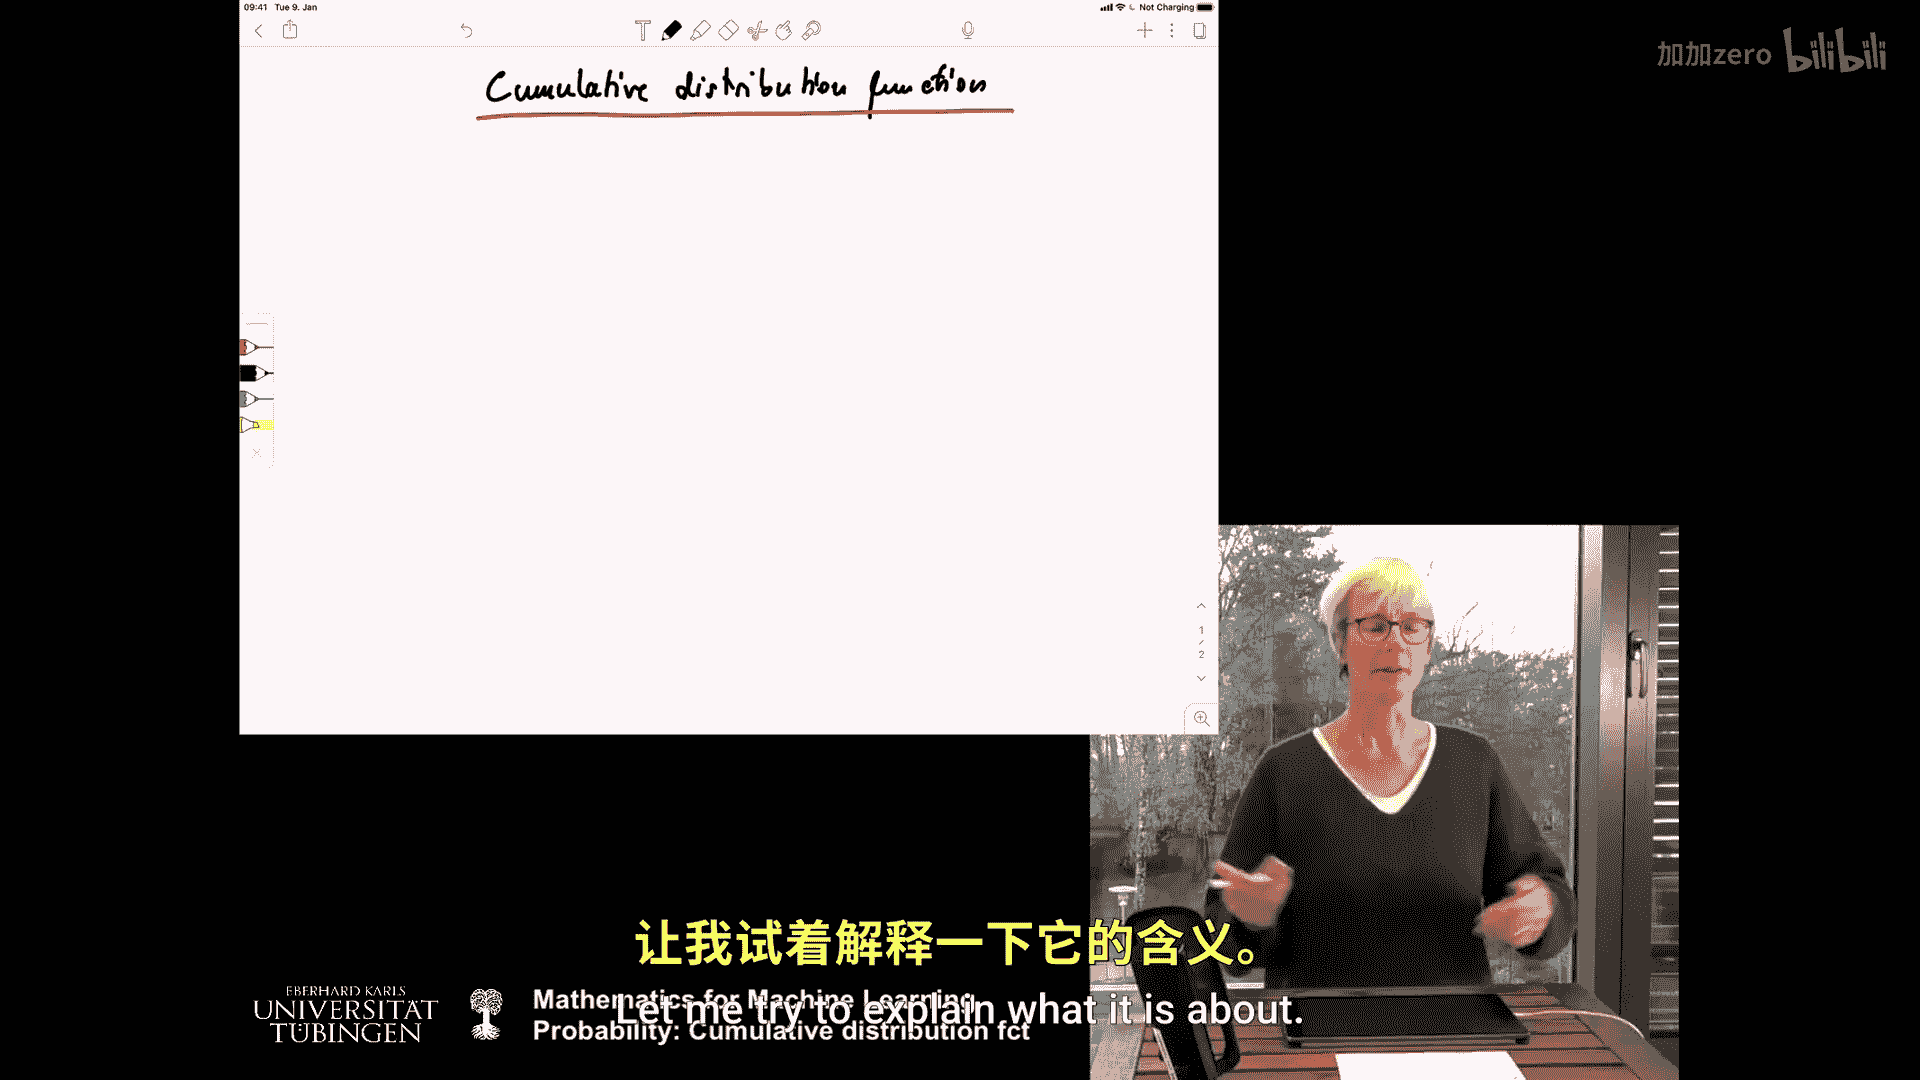 09:41 Tue 9. Jan
Not Charging
加加zero bilibili
Cumulative distribution function
1
/
2
让我试着解释一下它的含义。
Let me try to explain what it is about.
EBERHARD KARLS
UNIVERSITÄT
TÜBINGEN
Mathematics for Machine Learning
Probability: Cumulative distribution fct